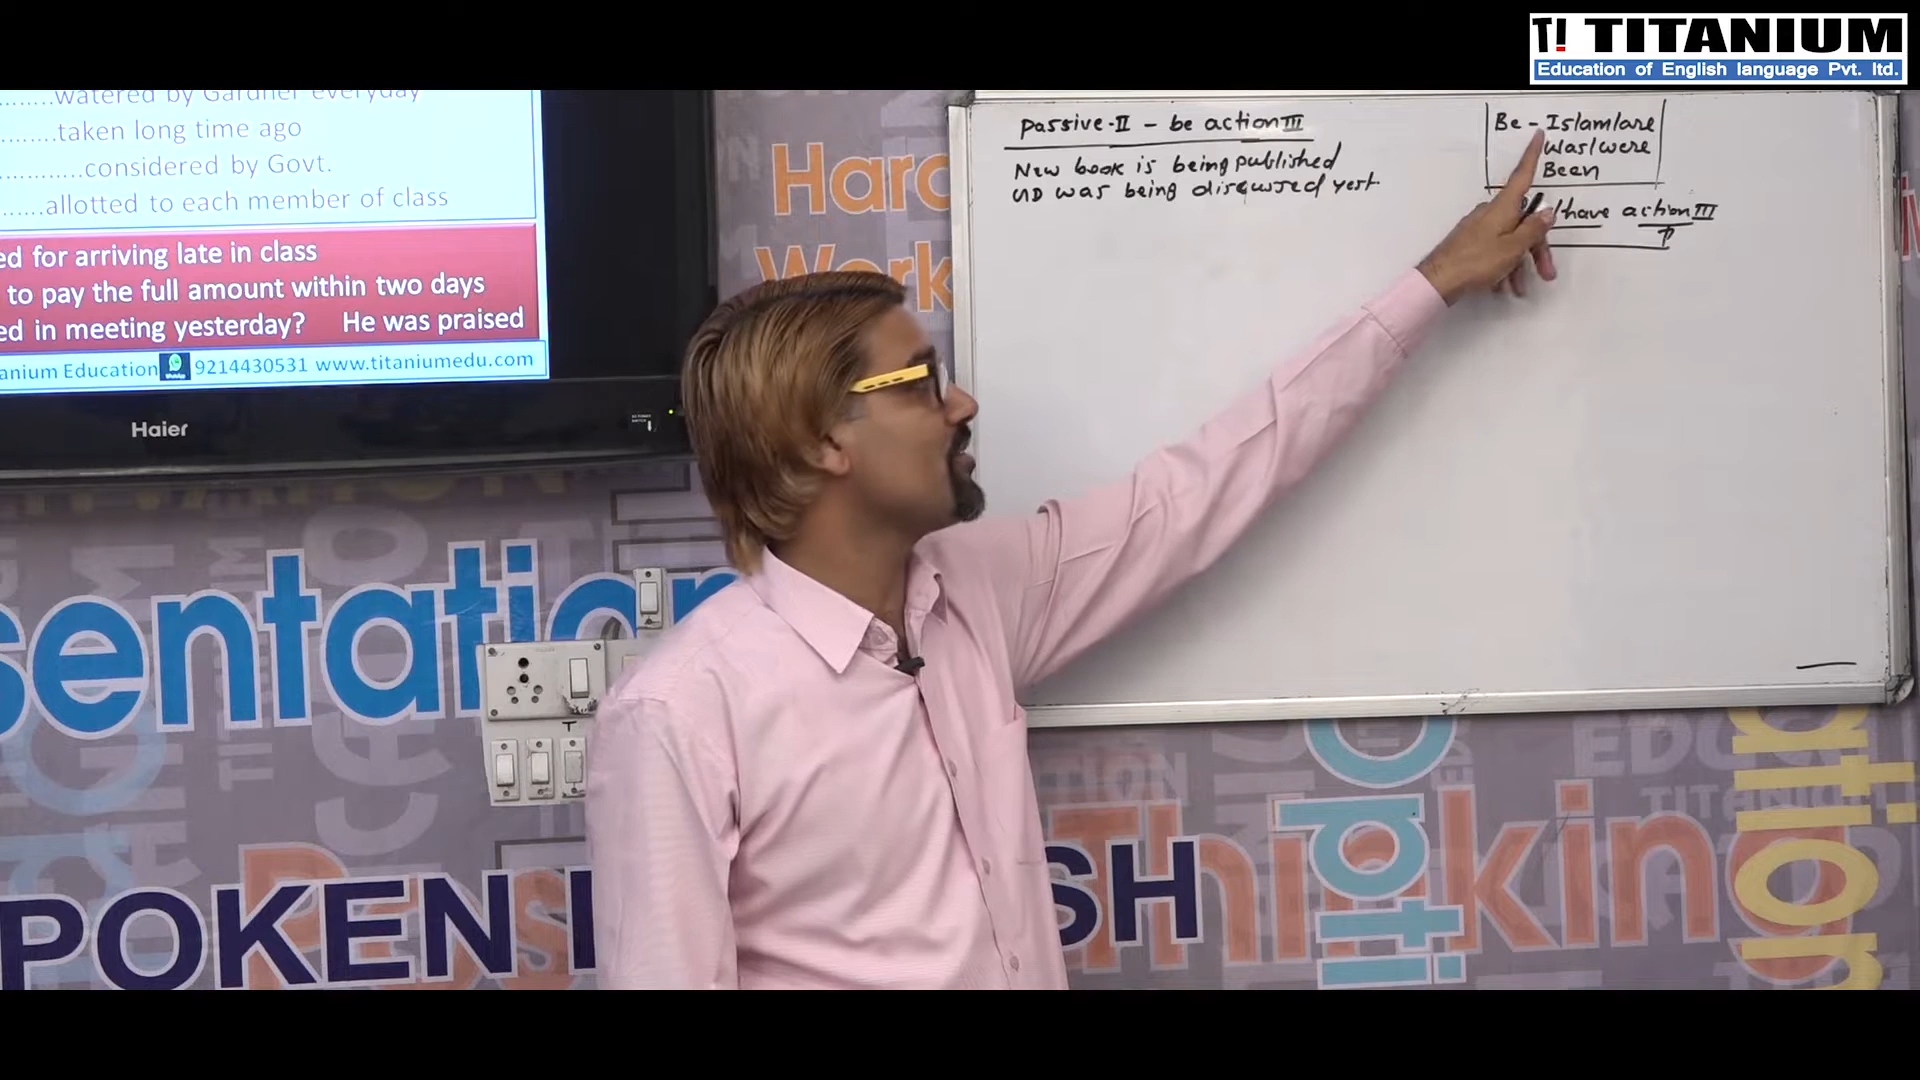 T! TITANIUM
Education of English language Pvt. ltd.
........watered by Gardner everyday
.........taken long time ago
.............considered by Govt.
.......allotted to each member of class
ed for arriving late in class
to pay the full amount within two days
ed in meeting yesterday? He was praised
anium Education 9214430531 www.titaniumedu.com
Haier
Passive-II - be action III
New book is being published
was being discussed yest.
Be - Is/am/are
Was/were
Been
/have action III
Hard
Work
sentation
POKEN
SH
Thinking
opti
TITANIUM